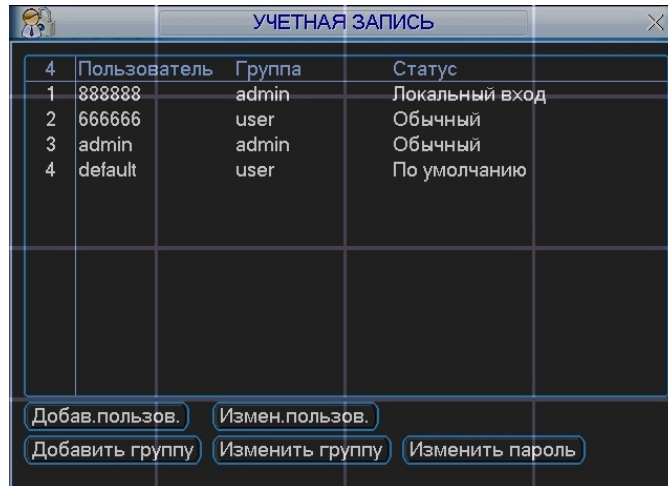 УЧЕТНАЯ ЗАПИСЬ
4 Пользователь Группа Статус
1 888888 admin Локальный вход
2 666666 user Обычный
3 admin admin Обычный
4 default user По умолчанию
Добав.пользов. Измен.пользов.
Добавить группу Изменить группу Изменить пароль